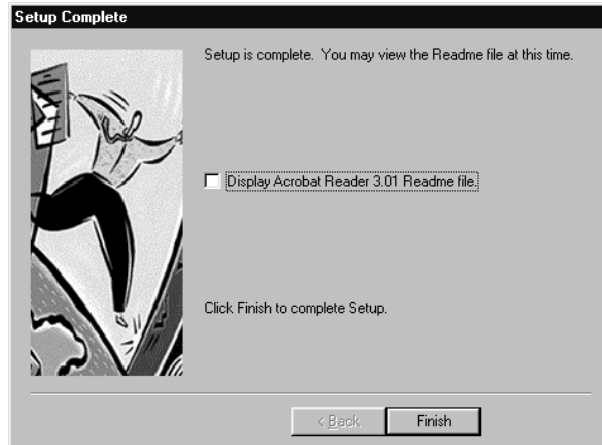 Setup Complete
Setup is complete.  You may view the Readme file at this time.
Display Acrobat Reader 3.01 Readme file.
Click Finish to complete Setup.
< Back
Finish